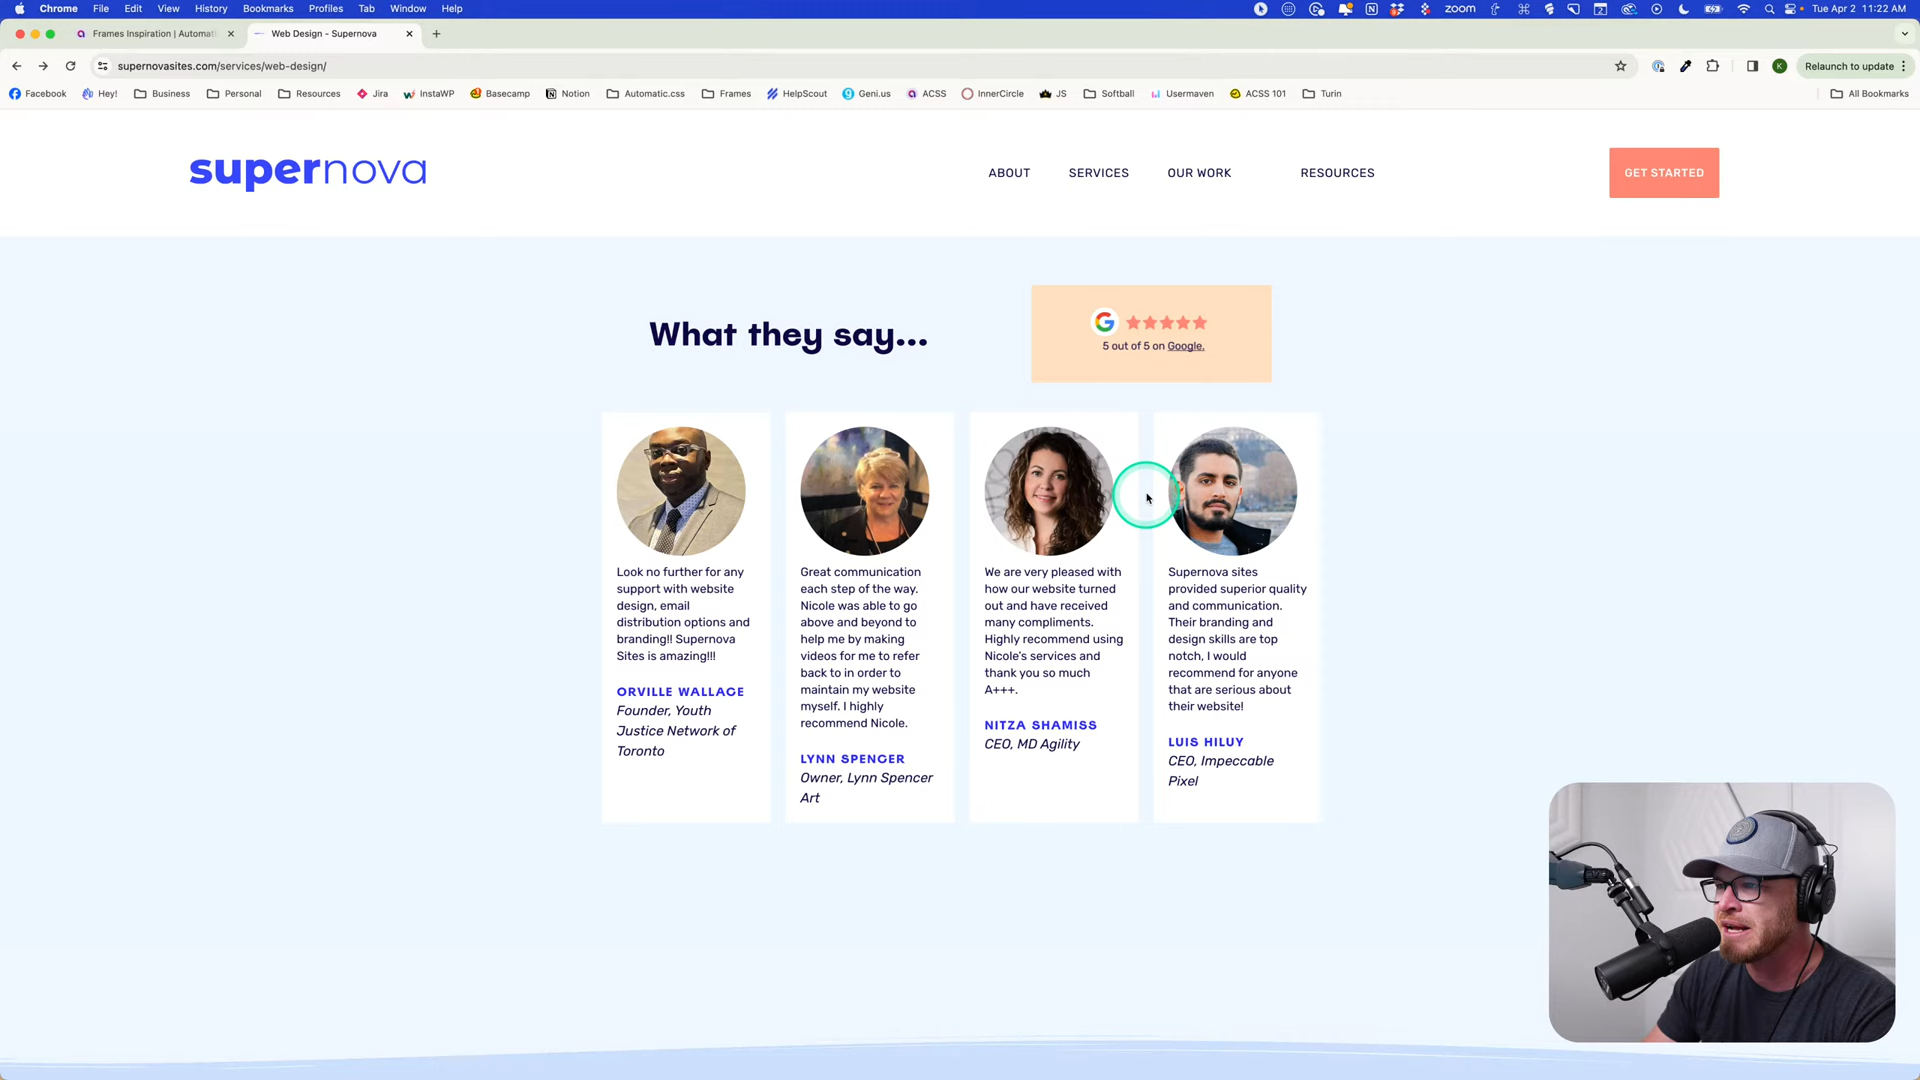 Chrome File Edit View History Bookmarks Profiles Tab Window Help
zoom
Tue Apr 2 11:22 AM
Frames Inspiration | Automat
Web Design - Supernova
supernovasites.com/services/web-design/
Relaunch to update
Facebook Hey! Business Personal Resources Jira InstaWP Basecamp Notion Automatic.css Frames HelpScout Geni.us ACSS InnerCircle JS Softball Usermaven ACSS 101 Turin All Bookmarks
supernova
ABOUT SERVICES OUR WORK RESOURCES
GET STARTED
What they say...
5 out of 5 on Google.
Look no further for any
support with website
design, email
distribution options and
branding!! Supernova
Sites is amazing!!!
ORVILLE WALLACE
Founder, Youth
Justice Network of
Toronto
Great communication
each step of the way.
Nicole was able to go
above and beyond to
help me by making
videos for me to refer
back to in order to
maintain my website
myself. I highly
recommend Nicole.
LYNN SPENCER
Owner, Lynn Spencer
Art
We are very pleased with
how our website turned
out and have received
many compliments.
Highly recommend using
Nicole's services and
thank you so much
A+++.
NITZA SHAMISS
CEO, MD Agility
Supernova sites
provided superior quality
and communication.
Their branding and
design skills are top
notch, I would
recommend for anyone
that are serious about
their website!
LUIS HILUY
CEO, Impeccable
Pixel